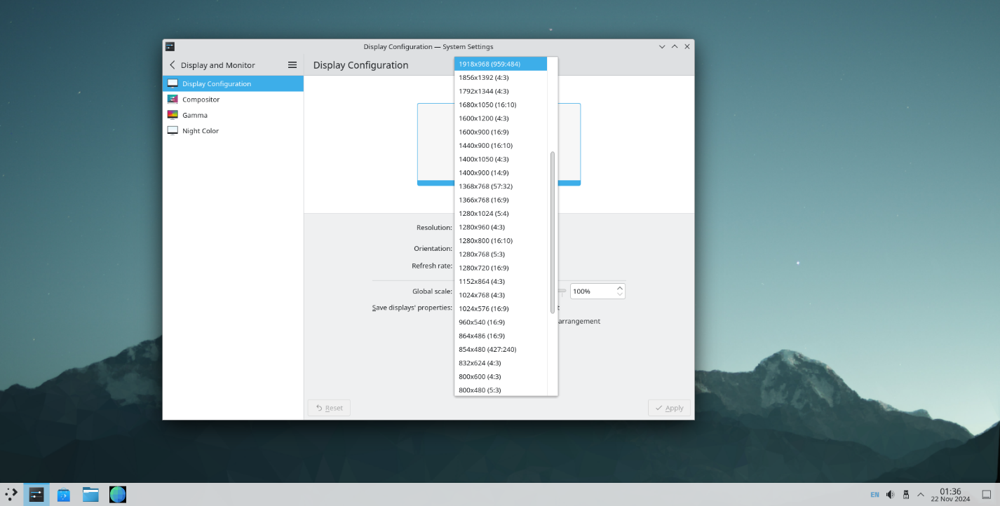 Display Configuration — System Settings
Display and Monitor
Display Configuration
Display Configuration
Compositor
Gamma
Night Color
1918x968 (959:484)
1856x1392 (4:3)
1792x1344 (4:3)
1680x1050 (16:10)
1600x1200 (4:3)
1600x900 (16:9)
1440x900 (16:10)
1400x1050 (4:3)
1400x900 (14:9)
1368x768 (57:32)
1366x768 (16:9)
1280x1024 (5:4)
1280x960 (4:3)
1280x800 (16:10)
1280x768 (5:3)
1280x720 (16:9)
1152x864 (4:3)
1024x768 (4:3)
1024x576 (16:9)
960x540 (16:9)
864x486 (16:9)
854x480 (427:240)
832x624 (4:3)
800x600 (4:3)
800x480 (5:3)
Resolution:
Orientation:
Refresh rate:
Global scale:
100%
Save displays' properties:
arrangement
Reset
Apply
EN
01:36
22 Nov 2024